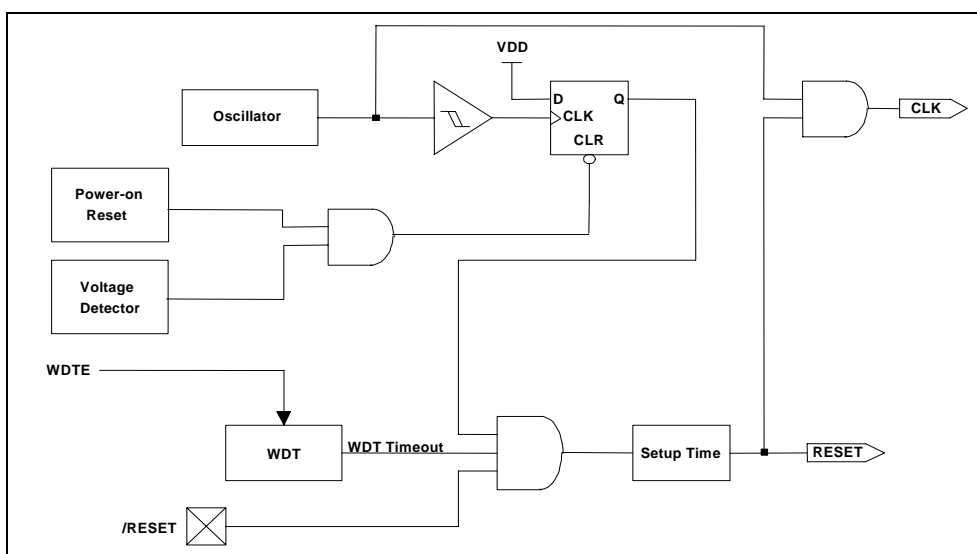 VDD
Oscillator
D
Q
CLK
CLR
CLK
Power-on
Reset
Voltage
Detector
WDTE
WDT
WDT Timeout
Setup Time
RESET
/RESET